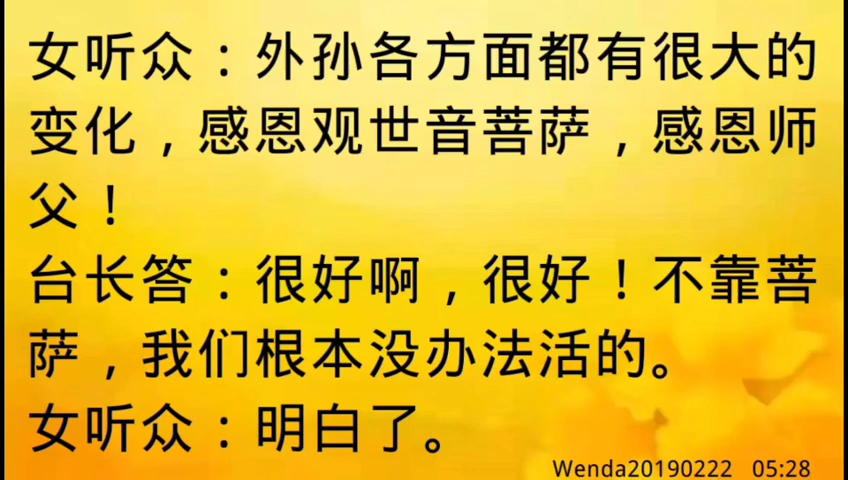 女听众：外孙各方面都有很大的
变化，感恩观世音菩萨，感恩师
父！
台长答：很好啊，很好！不靠菩
萨，我们根本没办法活的。
女听众：明白了。
Wenda20190222 05:28